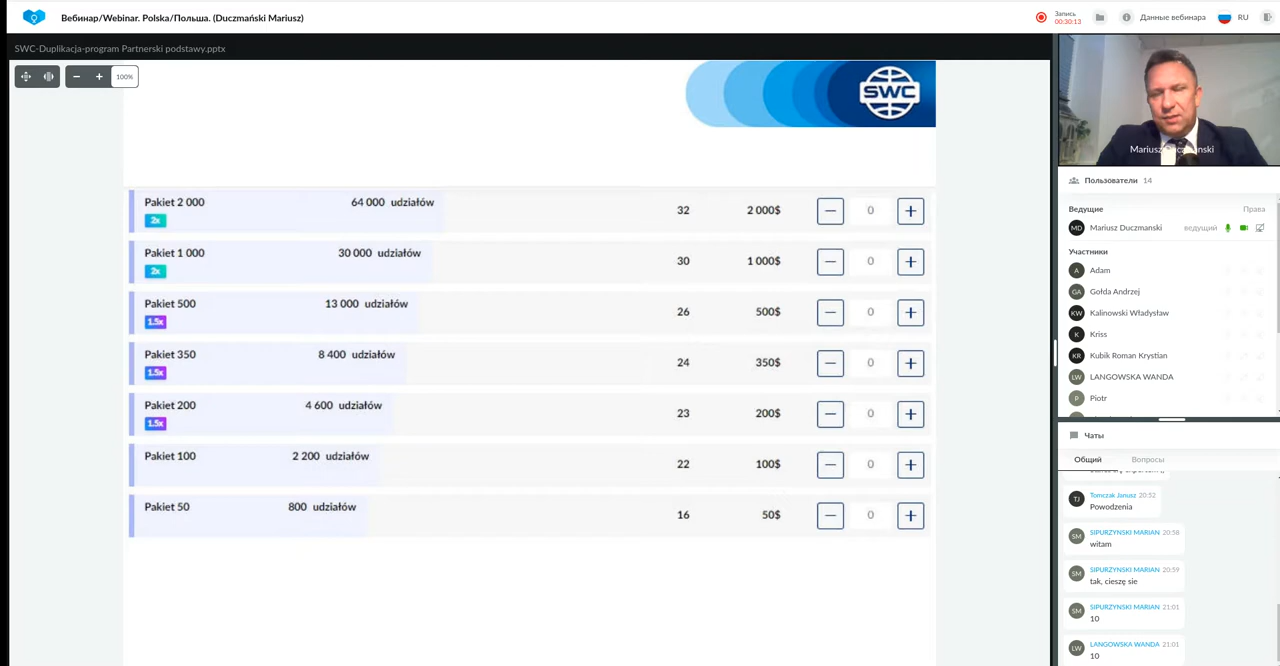 Вебинар/Webinar. Polska/Польша. (Duczmański Mariusz)
Запись
00:30:13
Данные вебинара
RU
SWC-Duplikacja-program Partnerski podstawy.pptx
100%
SWC
Pakiet 2 000 64 000 udziałów 32 2 000$ 0
2x
Pakiet 1 000 30 000 udziałów 30 1 000$ 0
2x
Pakiet 500 13 000 udziałów 26 500$ 0
1.5x
Pakiet 350 8 400 udziałów 24 350$ 0
1.5x
Pakiet 200 4 600 udziałów 23 200$ 0
1.5x
Pakiet 100 2 200 udziałów 22 100$ 0
Pakiet 50 800 udziałów 16 50$ 0
Пользователи 14
Ведущие Права
MD Mariusz Duczmanski ведущий
Участники
A Adam
GA Gołda Andrzej
KW Kalinowski Władysław
K Kriss
KR Kubik Roman Krystian
LW LANGOWSKA WANDA
P Piotr
Чаты
Общий Вопросы
TJ Tomczak Janusz 20:52
Powodzenia
SM SIPURZYNSKI MARIAN 20:58
witam
SM SIPURZYNSKI MARIAN 20:59
tak, cieszę sie
SM SIPURZYNSKI MARIAN 21:01
10
LW LANGOWSKA WANDA 21:01
10